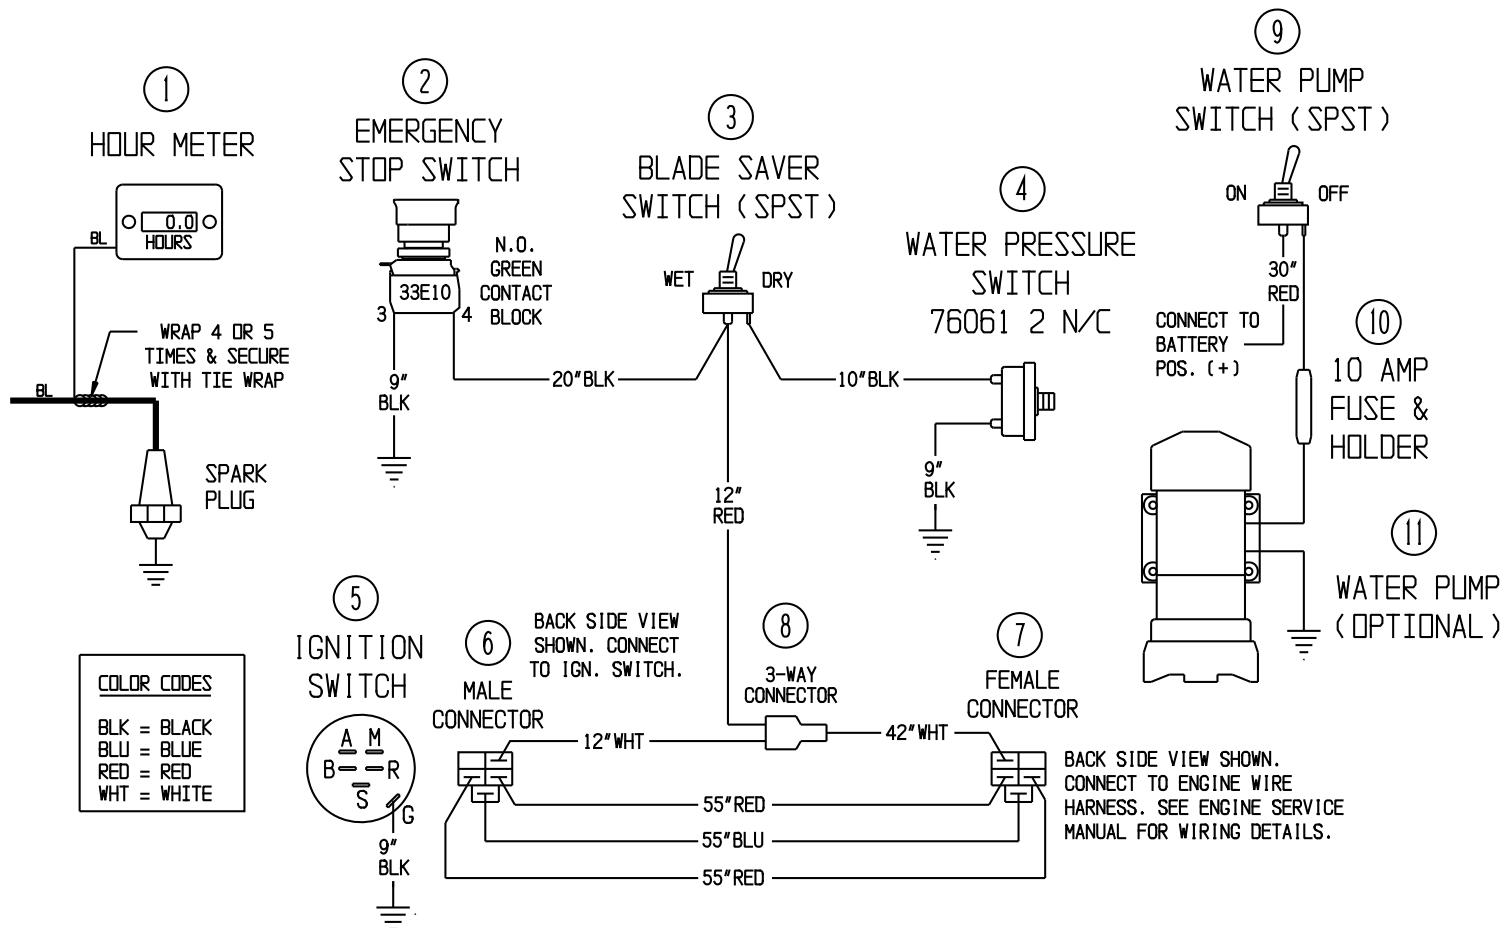 1
HOUR METER
0.0
HOURS
BL
WRAP 4 OR 5
TIMES & SECURE
WITH TIE WRAP
BL
SPARK
PLUG
2
EMERGENCY
STOP SWITCH
N.O.
GREEN
CONTACT
BLOCK
33E10
3
4
9"
BLK
20"BLK
3
BLADE SAVER
SWITCH (SPST)
WET
DRY
10"BLK
12"
RED
4
WATER PRESSURE
SWITCH
76061 2 N/C
9"
BLK
9
WATER PUMP
SWITCH (SPST)
ON
OFF
30"
RED
CONNECT TO
BATTERY
POS. (+)
10
10 AMP
FUSE &
HOLDER
11
WATER PUMP
(OPTIONAL)
5
IGNITION
SWITCH
A M
B R
S
G
9"
BLK
6
MALE
CONNECTOR
BACK SIDE VIEW
SHOWN. CONNECT
TO IGN. SWITCH.
8
3-WAY
CONNECTOR
7
FEMALE
CONNECTOR
12"WHT
42"WHT
55"RED
55"BLU
55"RED
BACK SIDE VIEW SHOWN.
CONNECT TO ENGINE WIRE
HARNESS. SEE ENGINE SERVICE
MANUAL FOR WIRING DETAILS.
COLOR CODES
BLK = BLACK
BLU = BLUE
RED = RED
WHT = WHITE